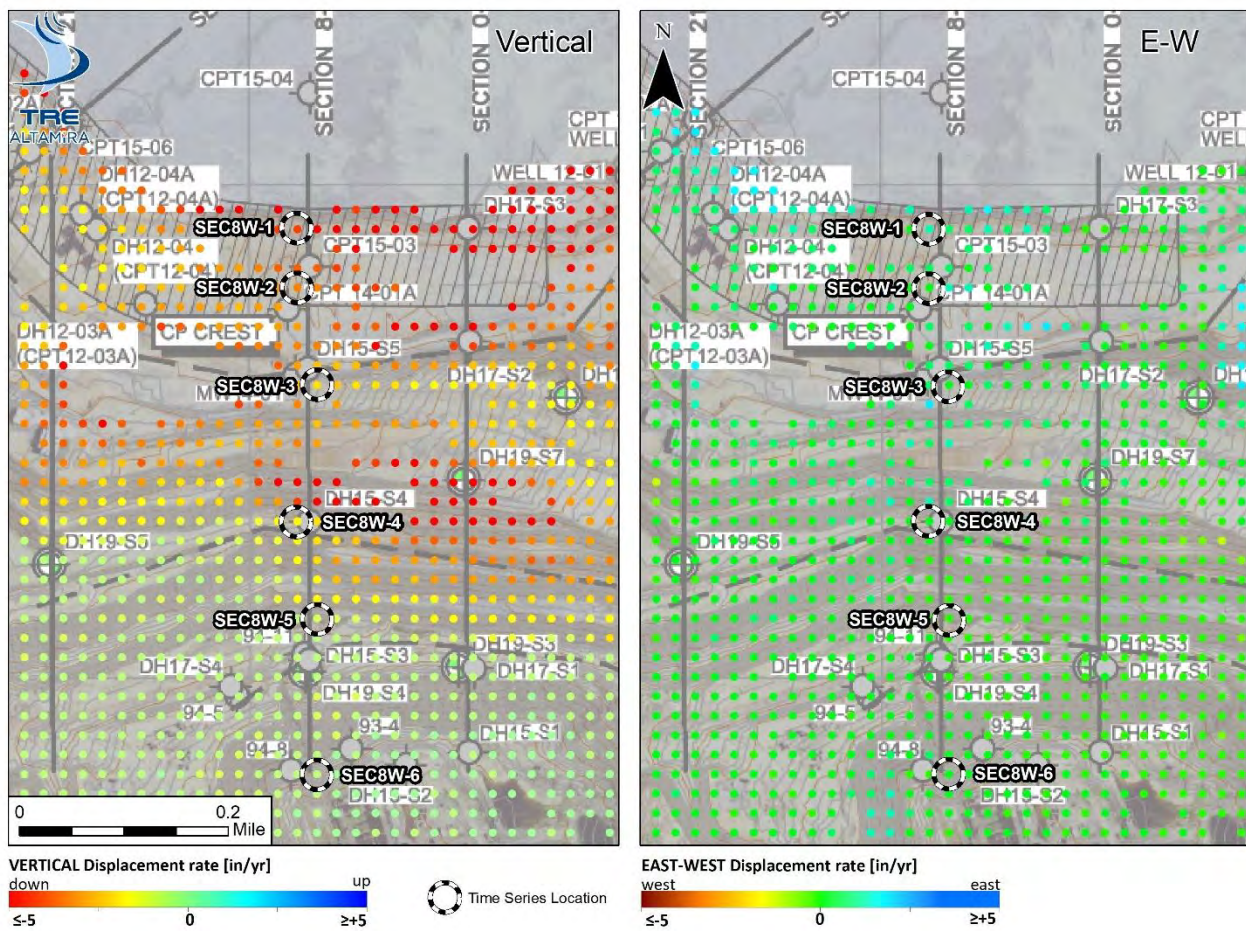 Vertical
TRE
ALTAMIRA
SECTION 21
SECTION 8-
SECTION 0-
CPT15-04
CPT15-06
DH12-04A
(CPT12-04A)
CPT
WELL
WELL 12-01
DH17-S3
SEC8W-1
CPT15-03
DH12-04
(CPT12-04)
SEC8W-2
CPT14-01A
CP CREST
DH12-03A
(CPT12-03A)
DH15-S5
DH17-S2
SEC8W-3
DH19-S7
DH15-S4
SEC8W-4
DH19-S5
SEC8W-5
DH15-S3
DH19-S3
DH17-S1
DH17-S4
DH19-S4
94-5
93-4
DH15-S1
94-8
SEC8W-6
DH15-S2
0 0.2
Mile
E-W
N
SECTION 21
SECTION 8-
SECTION 0-
CPT15-04
CPT15-06
DH12-04A
(CPT12-04A)
CPT
WELL
WELL 12-01
DH17-S3
SEC8W-1
CPT15-03
DH12-04
(CPT12-04)
SEC8W-2
CPT14-01A
CP CREST
DH12-03A
(CPT12-03A)
DH15-S5
DH17-S2
SEC8W-3
DH19-S7
DH15-S4
SEC8W-4
DH19-S5
SEC8W-5
DH15-S3
DH19-S3
DH17-S1
DH17-S4
DH19-S4
94-5
93-4
DH15-S1
94-8
SEC8W-6
DH15-S2
VERTICAL Displacement rate [in/yr]
down up
≤-5 0 ≥+5
Time Series Location
EAST-WEST Displacement rate [in/yr]
west east
≤-5 0 ≥+5